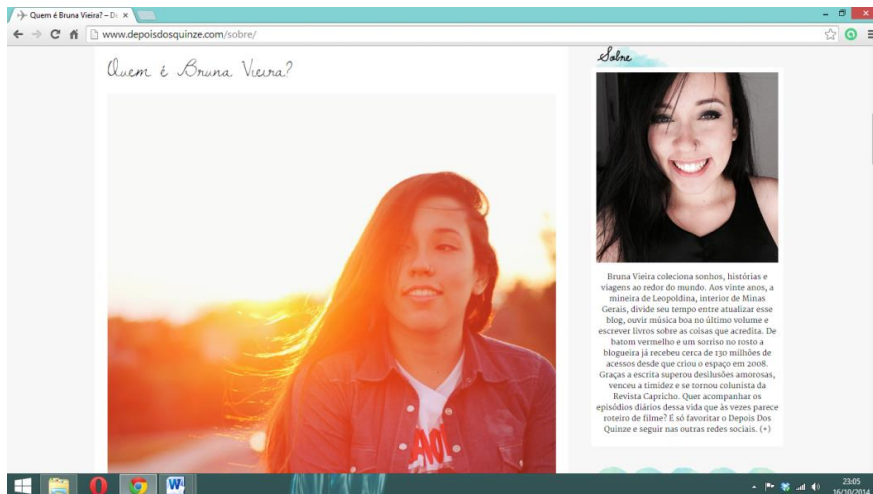 Quem é Bruna Vieira? – De
www.depoisdosquinze.com/sobre/
Quem é Bruna Vieira?
Sobre
Bruna Vieira coleciona sonhos, histórias e
viagens ao redor do mundo. Aos vinte anos, a
mineira de Leopoldina, interior de Minas
Gerais, divide seu tempo entre atualizar esse
blog, ouvir música boa no último volume e
escrever livros sobre as coisas que acredita. De
batom vermelho e um sorriso no rosto a
blogueira já recebeu cerca de 130 milhões de
acessos desde que criou o espaço em 2008.
Graças a escrita superou desilusões amorosas,
venceu a timidez e se tornou colunista da
Revista Capricho. Quer acompanhar os
episódios diários dessa vida que às vezes parece
roteiro de filme? É só favoritar o Depois Dos
Quinze e seguir nas outras redes sociais. (+)
23:05
16/10/2014